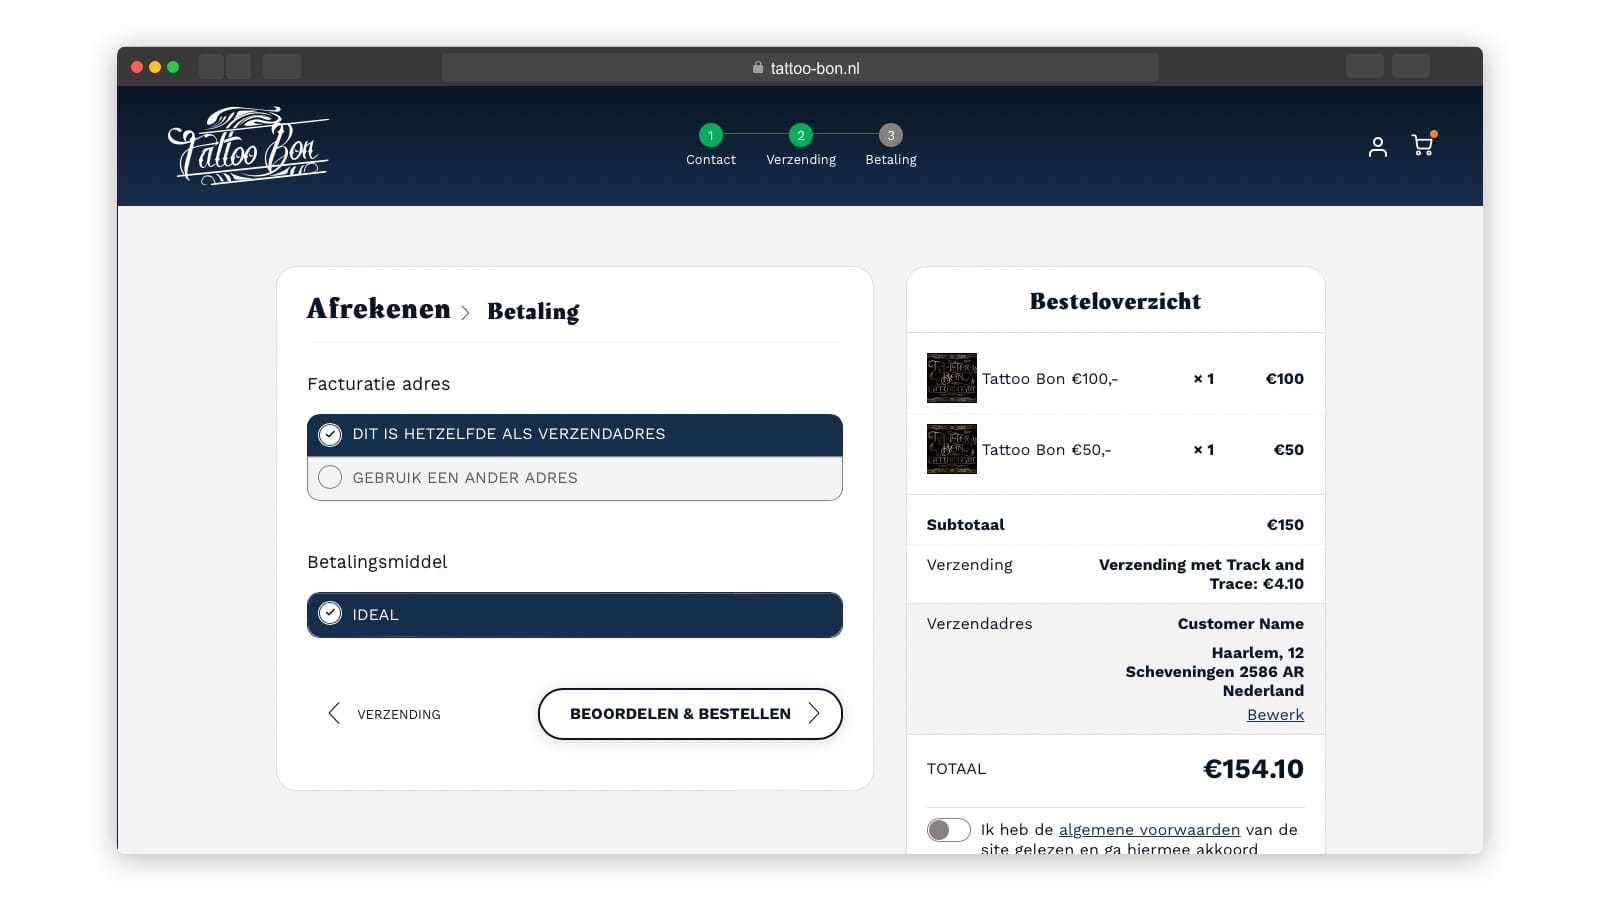 tattoo-bon.nl
Tattoo Bon
1
2
3
Contact
Verzending
Betaling
Afrekenen
Betaling
Facturatie adres
DIT IS HETZELFDE ALS VERZENDADRES
GEBRUIK EEN ANDER ADRES
Betalingsmiddel
IDEAL
VERZENDING
BEOORDELEN & BESTELLEN
Besteloverzicht
Tattoo Bon €100,- × 1 €100
Tattoo Bon €50,- × 1 €50
Subtotaal €150
Verzending Verzending met Track and
Trace: €4.10
Verzendadres Customer Name
Haarlem, 12
Scheveningen 2586 AR
Nederland
Bewerk
TOTAAL €154.10
Ik heb de algemene voorwaarden van de
site gelezen en ga hiermee akkoord